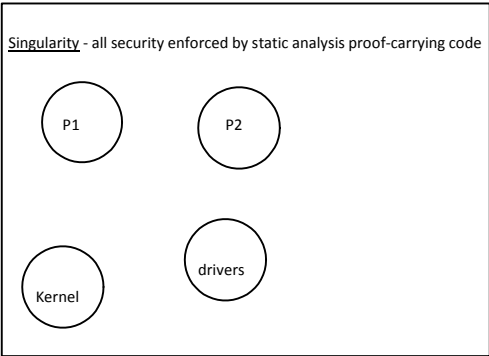 Singularity - all security enforced by static analysis proof-carrying code
P1
P2
drivers
Kernel